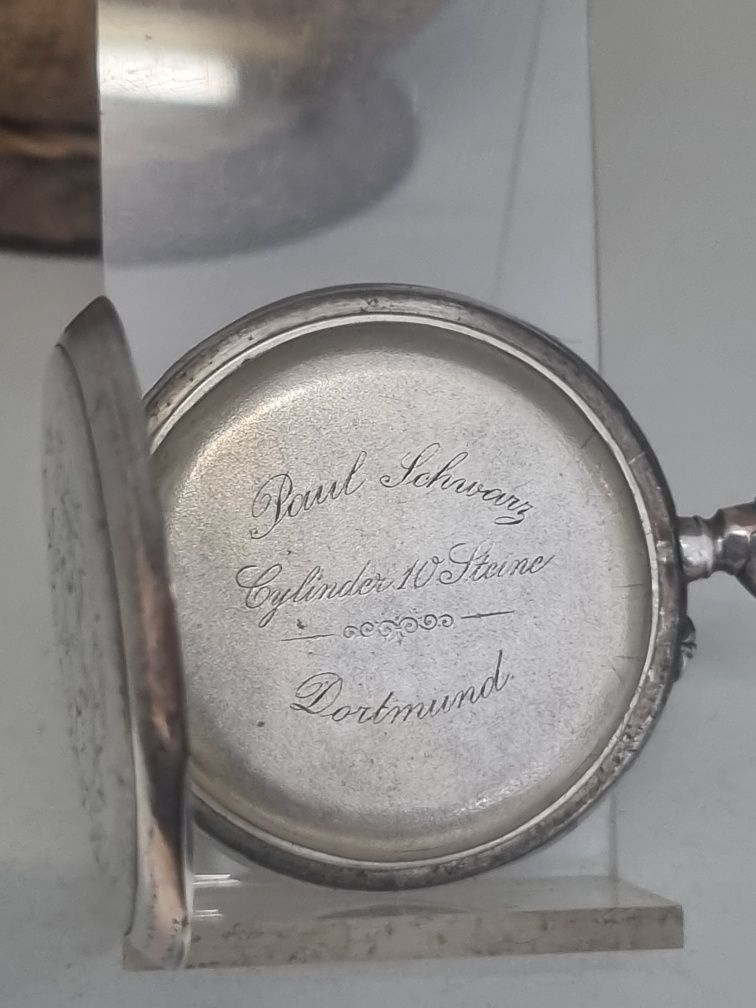 Paul Schwarz
Cylinder 10 Steine
Dortmund.